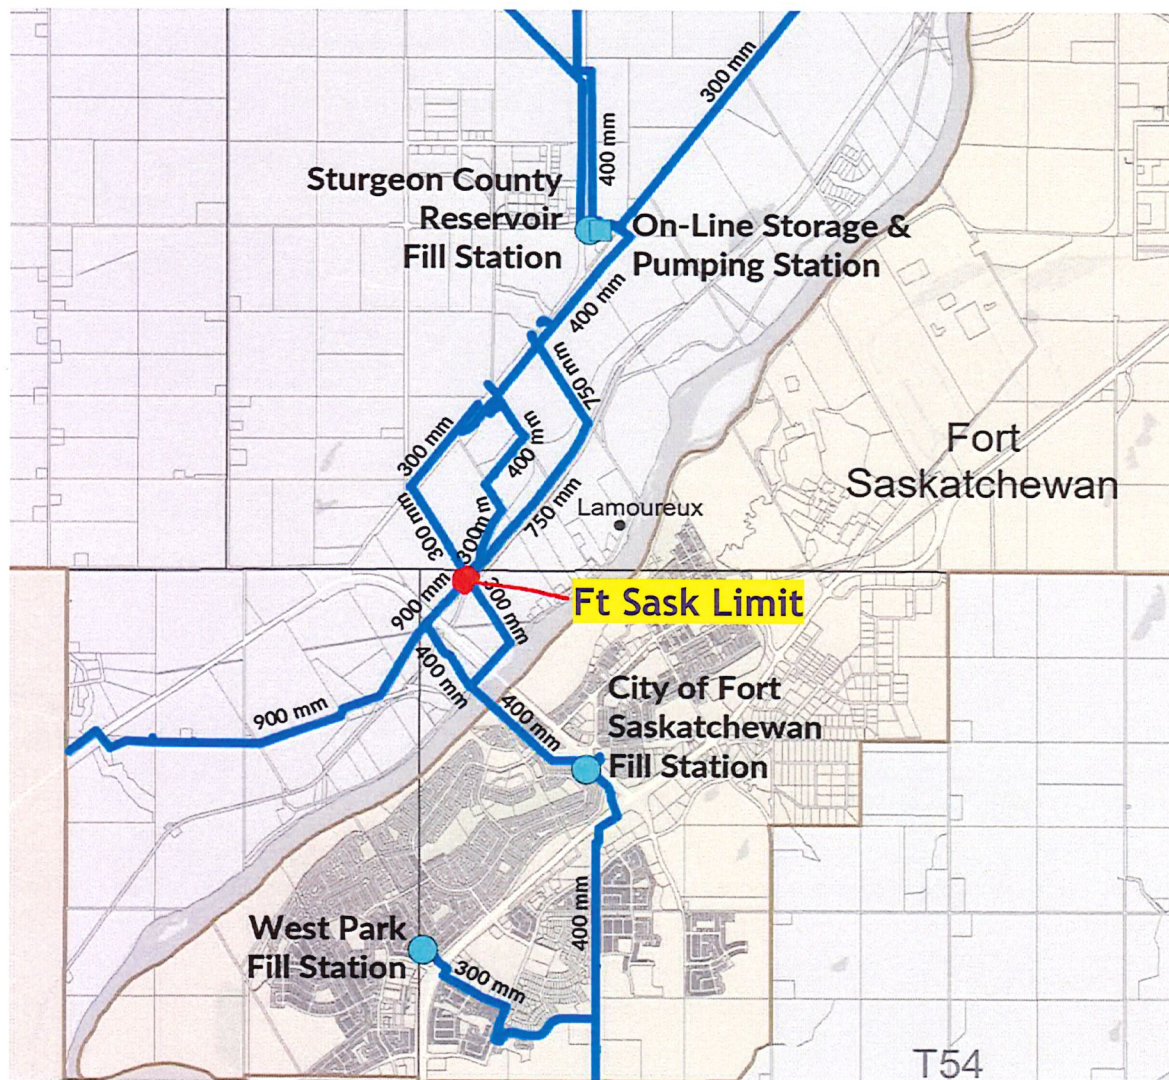 300 mm
400 mm
Sturgeon County
Reservoir
Fill Station
On-Line Storage &
Pumping Station
400 mm
750 mm
300 mm
400 mm
Fort
Saskatchewan
750 mm
Lamoureux
300 mm
300m m
Ft Sask Limit
900 mm
300 mm
400 mm
City of Fort
Saskatchewan
Fill Station
400 mm
900 mm
400 mm
West Park
Fill Station
300 mm
T54